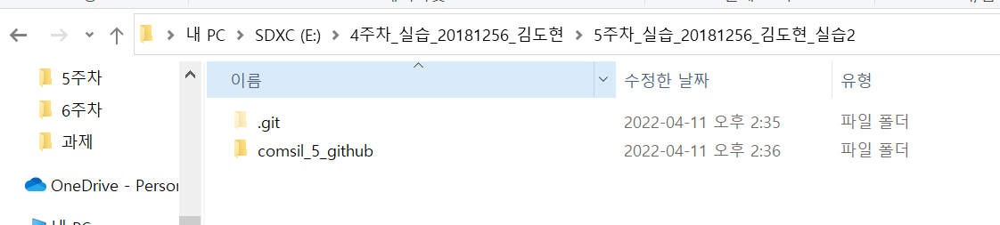 내 PC > SDXC (E:) > 4주차_실습_20181256_김도현 > 5주차_실습_20181256_김도현_실습2
5주차
6주차
과제
OneDrive - Person
내 PC
이름 수정한 날짜 유형
.git 2022-04-11 오후 2:35 파일 폴더
comsil_5_github 2022-04-11 오후 2:36 파일 폴더